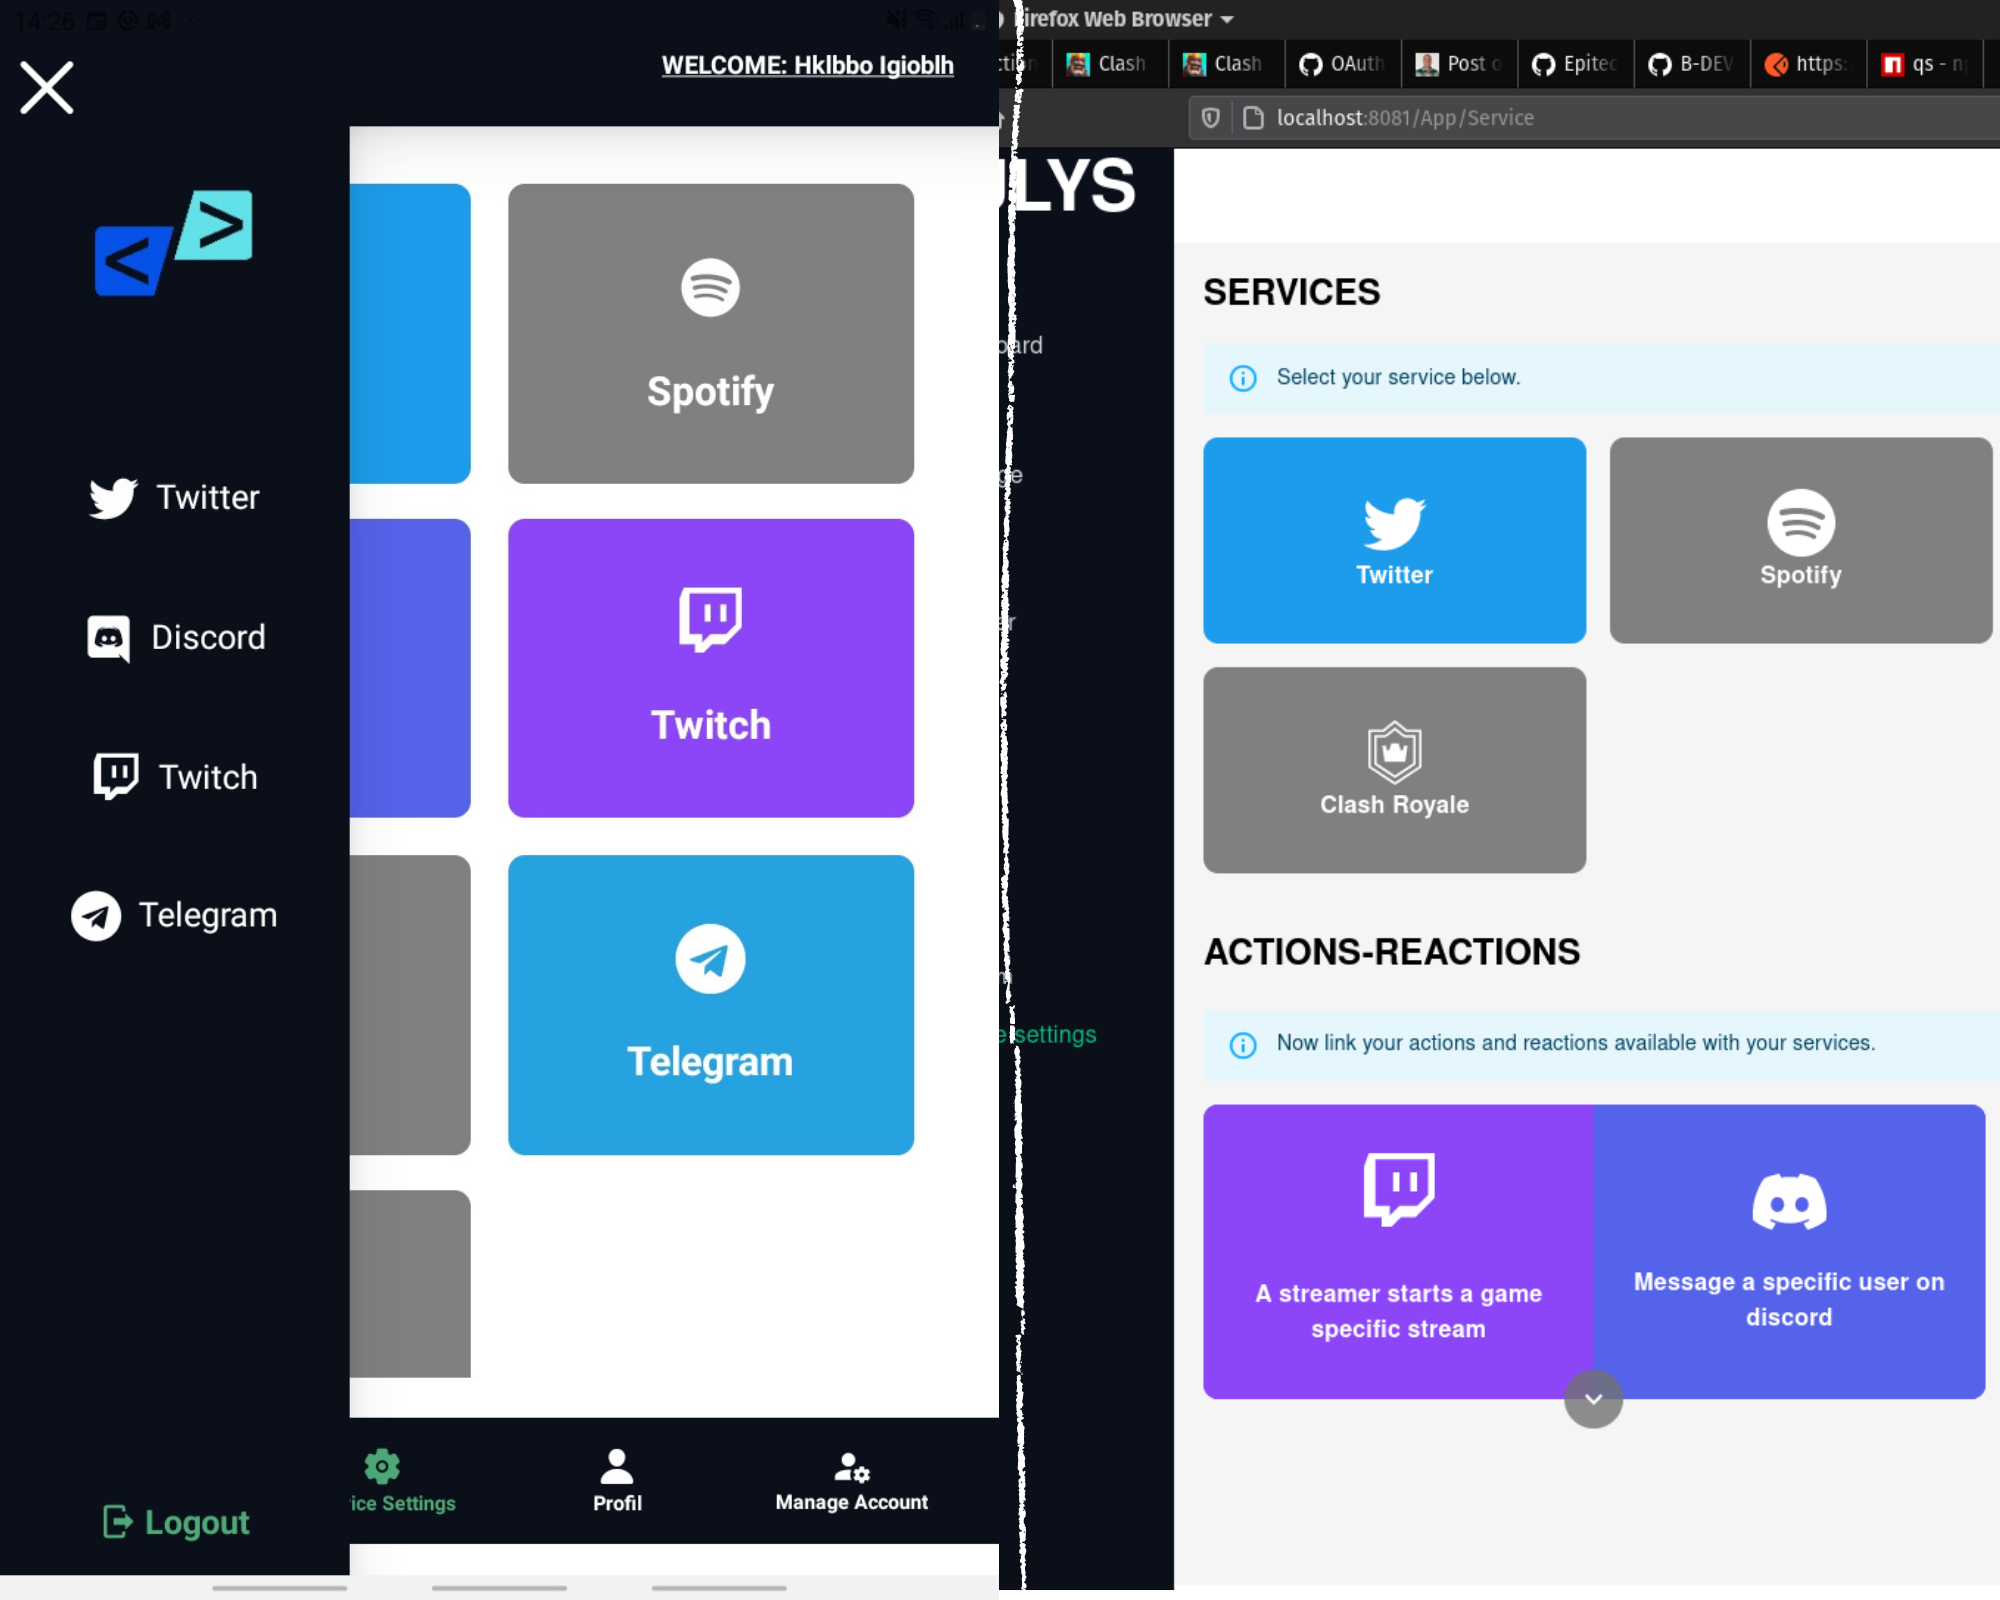 14:26
WELCOME: Hklbbo Igioblh
Twitter
Discord
Twitch
Telegram
Logout
Spotify
Twitch
Telegram
Settings
Profil
Manage Account
Firefox Web Browser
Clash
Clash
OAuth
Post
Epitec
B-DEV
https:
qs - n
localhost:8081/App/Service
LYS
settings
SERVICES
Select your service below.
Twitter
Spotify
Clash Royale
ACTIONS-REACTIONS
Now link your actions and reactions available with your services.
A streamer starts a game
specific stream
Message a specific user on
discord